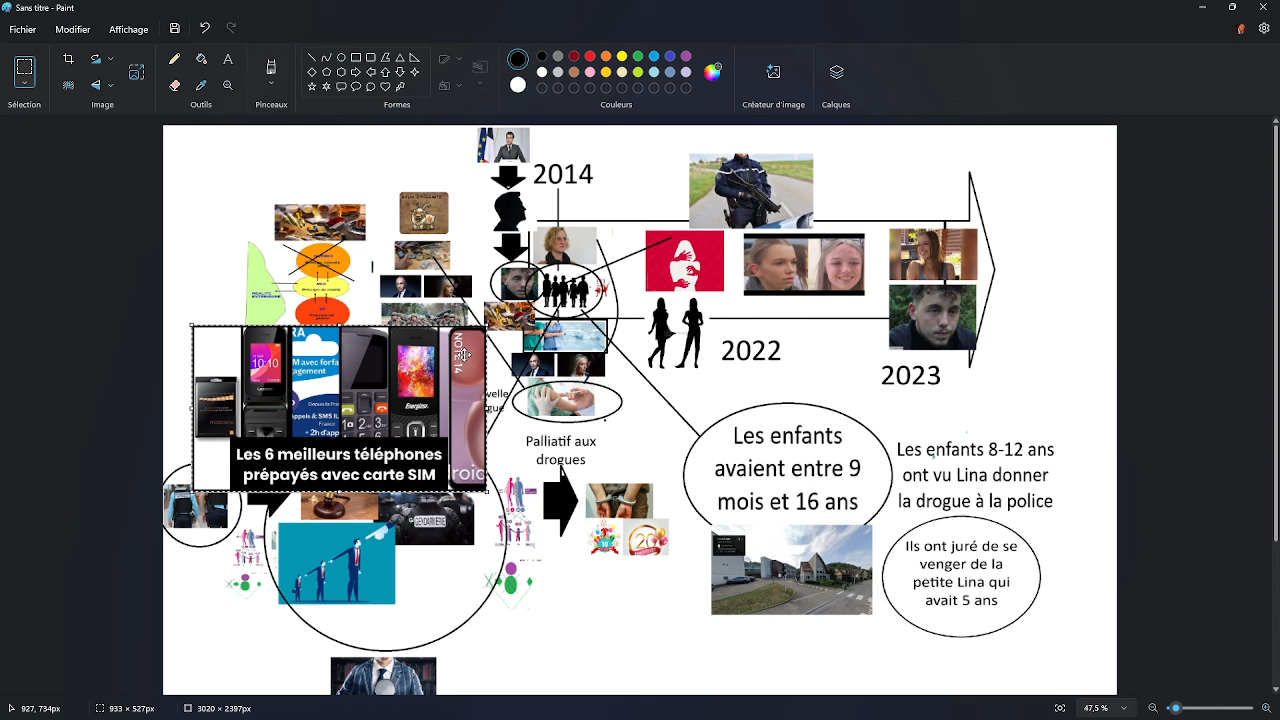 Sans titre - Paint
Fichier
Modifier
Affichage
Sélection
Image
Outils
Pinceaux
Formes
Couleurs
Créateur d'image
Calques
2014
2022
2023
NOTE 14
10:10
Energizer
Les 6 meilleurs téléphones
prépayés avec carte SIM
velle
gue
Palliatif aux
drogues
GENDARMERIE
Les enfants
avaient entre 9
mois et 16 ans
Les enfants 8-12 ans
ont vu Lina donner
la drogue à la police
Ils ont juré de se
venger de la
petite Lina qui
avait 5 ans
927, 734px
933 × 527px
3020 × 2397px
47,5 %